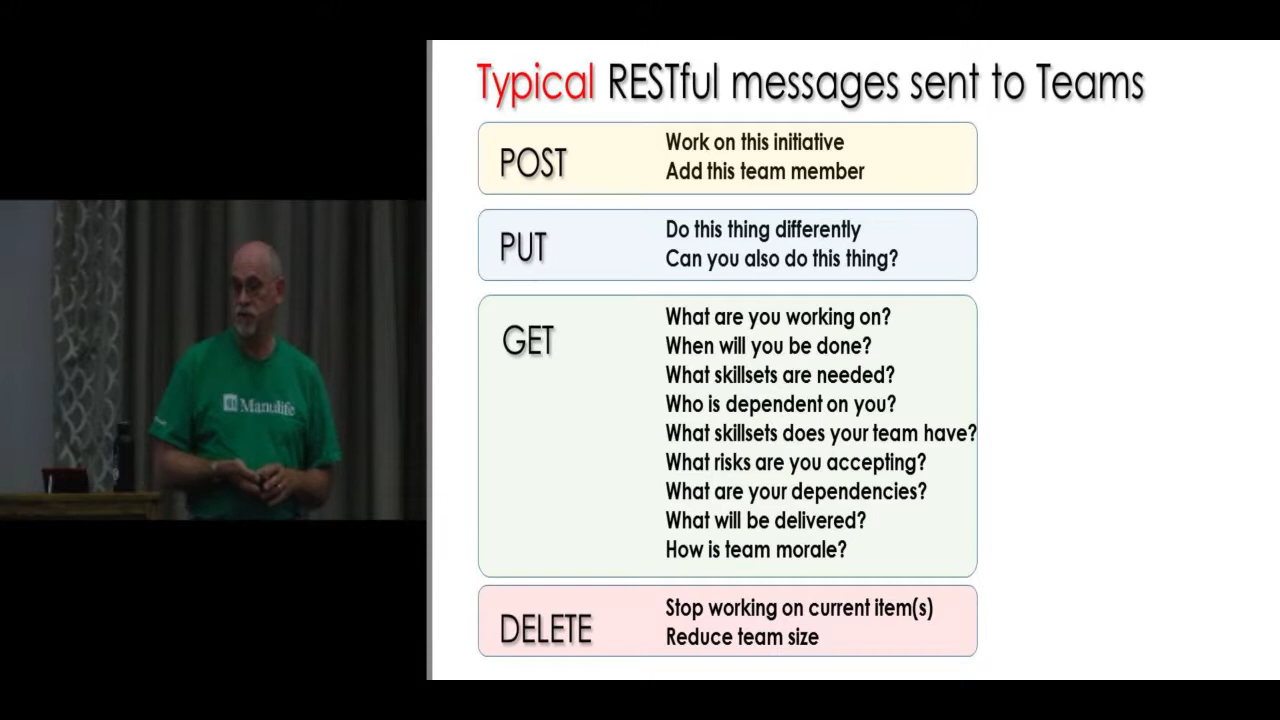 Typical RESTful messages sent to Teams
POST
Work on this initiative
Add this team member
PUT
Do this thing differently
Can you also do this thing?
GET
What are you working on?
When will you be done?
What skillsets are needed?
Who is dependent on you?
What skillsets does your team have?
What risks are you accepting?
What are your dependencies?
What will be delivered?
How is team morale?
DELETE
Stop working on current item(s)
Reduce team size
Manulife